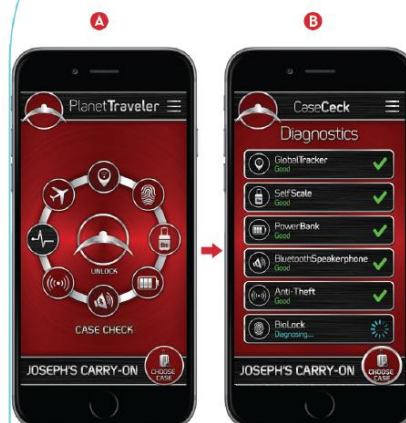 A
B
PlanetTraveler
UNLOCK
CASE CHECK
JOSEPH'S CARRY-ON
CHOOSE
CASE
CaseCeck
Diagnostics
GlobalTracker
Good
SelfScale
Good
PowerBank
Good
BluetoothSpeakerphone
Good
Anti-Theft
Good
BioLock
Diagnosing...
JOSEPH'S CARRY-ON
CHOOSE
CASE